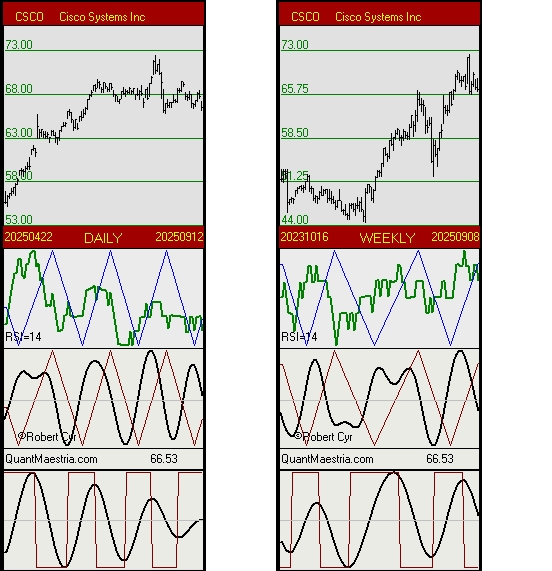 CSCO Cisco Systems Inc
73.00
68.00
63.00
58.00
53.00
20250422 DAILY 20250912
RSI=14
©Robert Cyr
QuantMaestria.com 66.53
CSCO Cisco Systems Inc
73.00
65.75
58.50
51.25
44.00
20231016 WEEKLY 20250908
RSI=14
©Robert Cyr
QuantMaestria.com 66.53